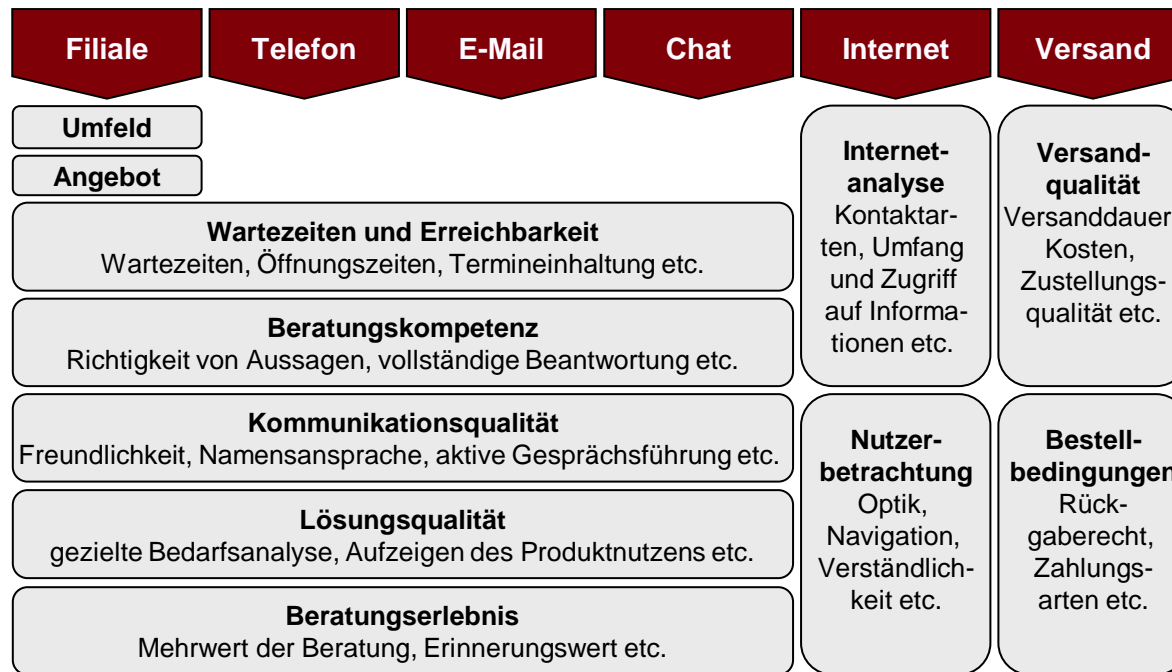 Filiale
Telefon
E-Mail
Chat
Internet
Versand
Umfeld
Angebot
Wartezeiten und Erreichbarkeit
Wartezeiten, Öffnungszeiten, Termineinhaltung etc.
Beratungskompetenz
Richtigkeit von Aussagen, vollständige Beantwortung etc.
Kommunikationsqualität
Freundlichkeit, Namensansprache, aktive Gesprächsführung etc.
Lösungsqualität
gezielte Bedarfsanalyse, Aufzeigen des Produktnutzens etc.
Beratungserlebnis
Mehrwert der Beratung, Erinnerungswert etc.
Internet-
analyse
Kontaktar-
ten, Umfang
und Zugriff
auf Informa-
tionen etc.
Nutzer-
betrachtung
Optik,
Navigation,
Verständlich-
keit etc.
Versand-
qualität
Versanddauer
Kosten,
Zustellungs-
qualität etc.
Bestell-
bedingungen
Rück-
gaberecht,
Zahlungs-
arten etc.